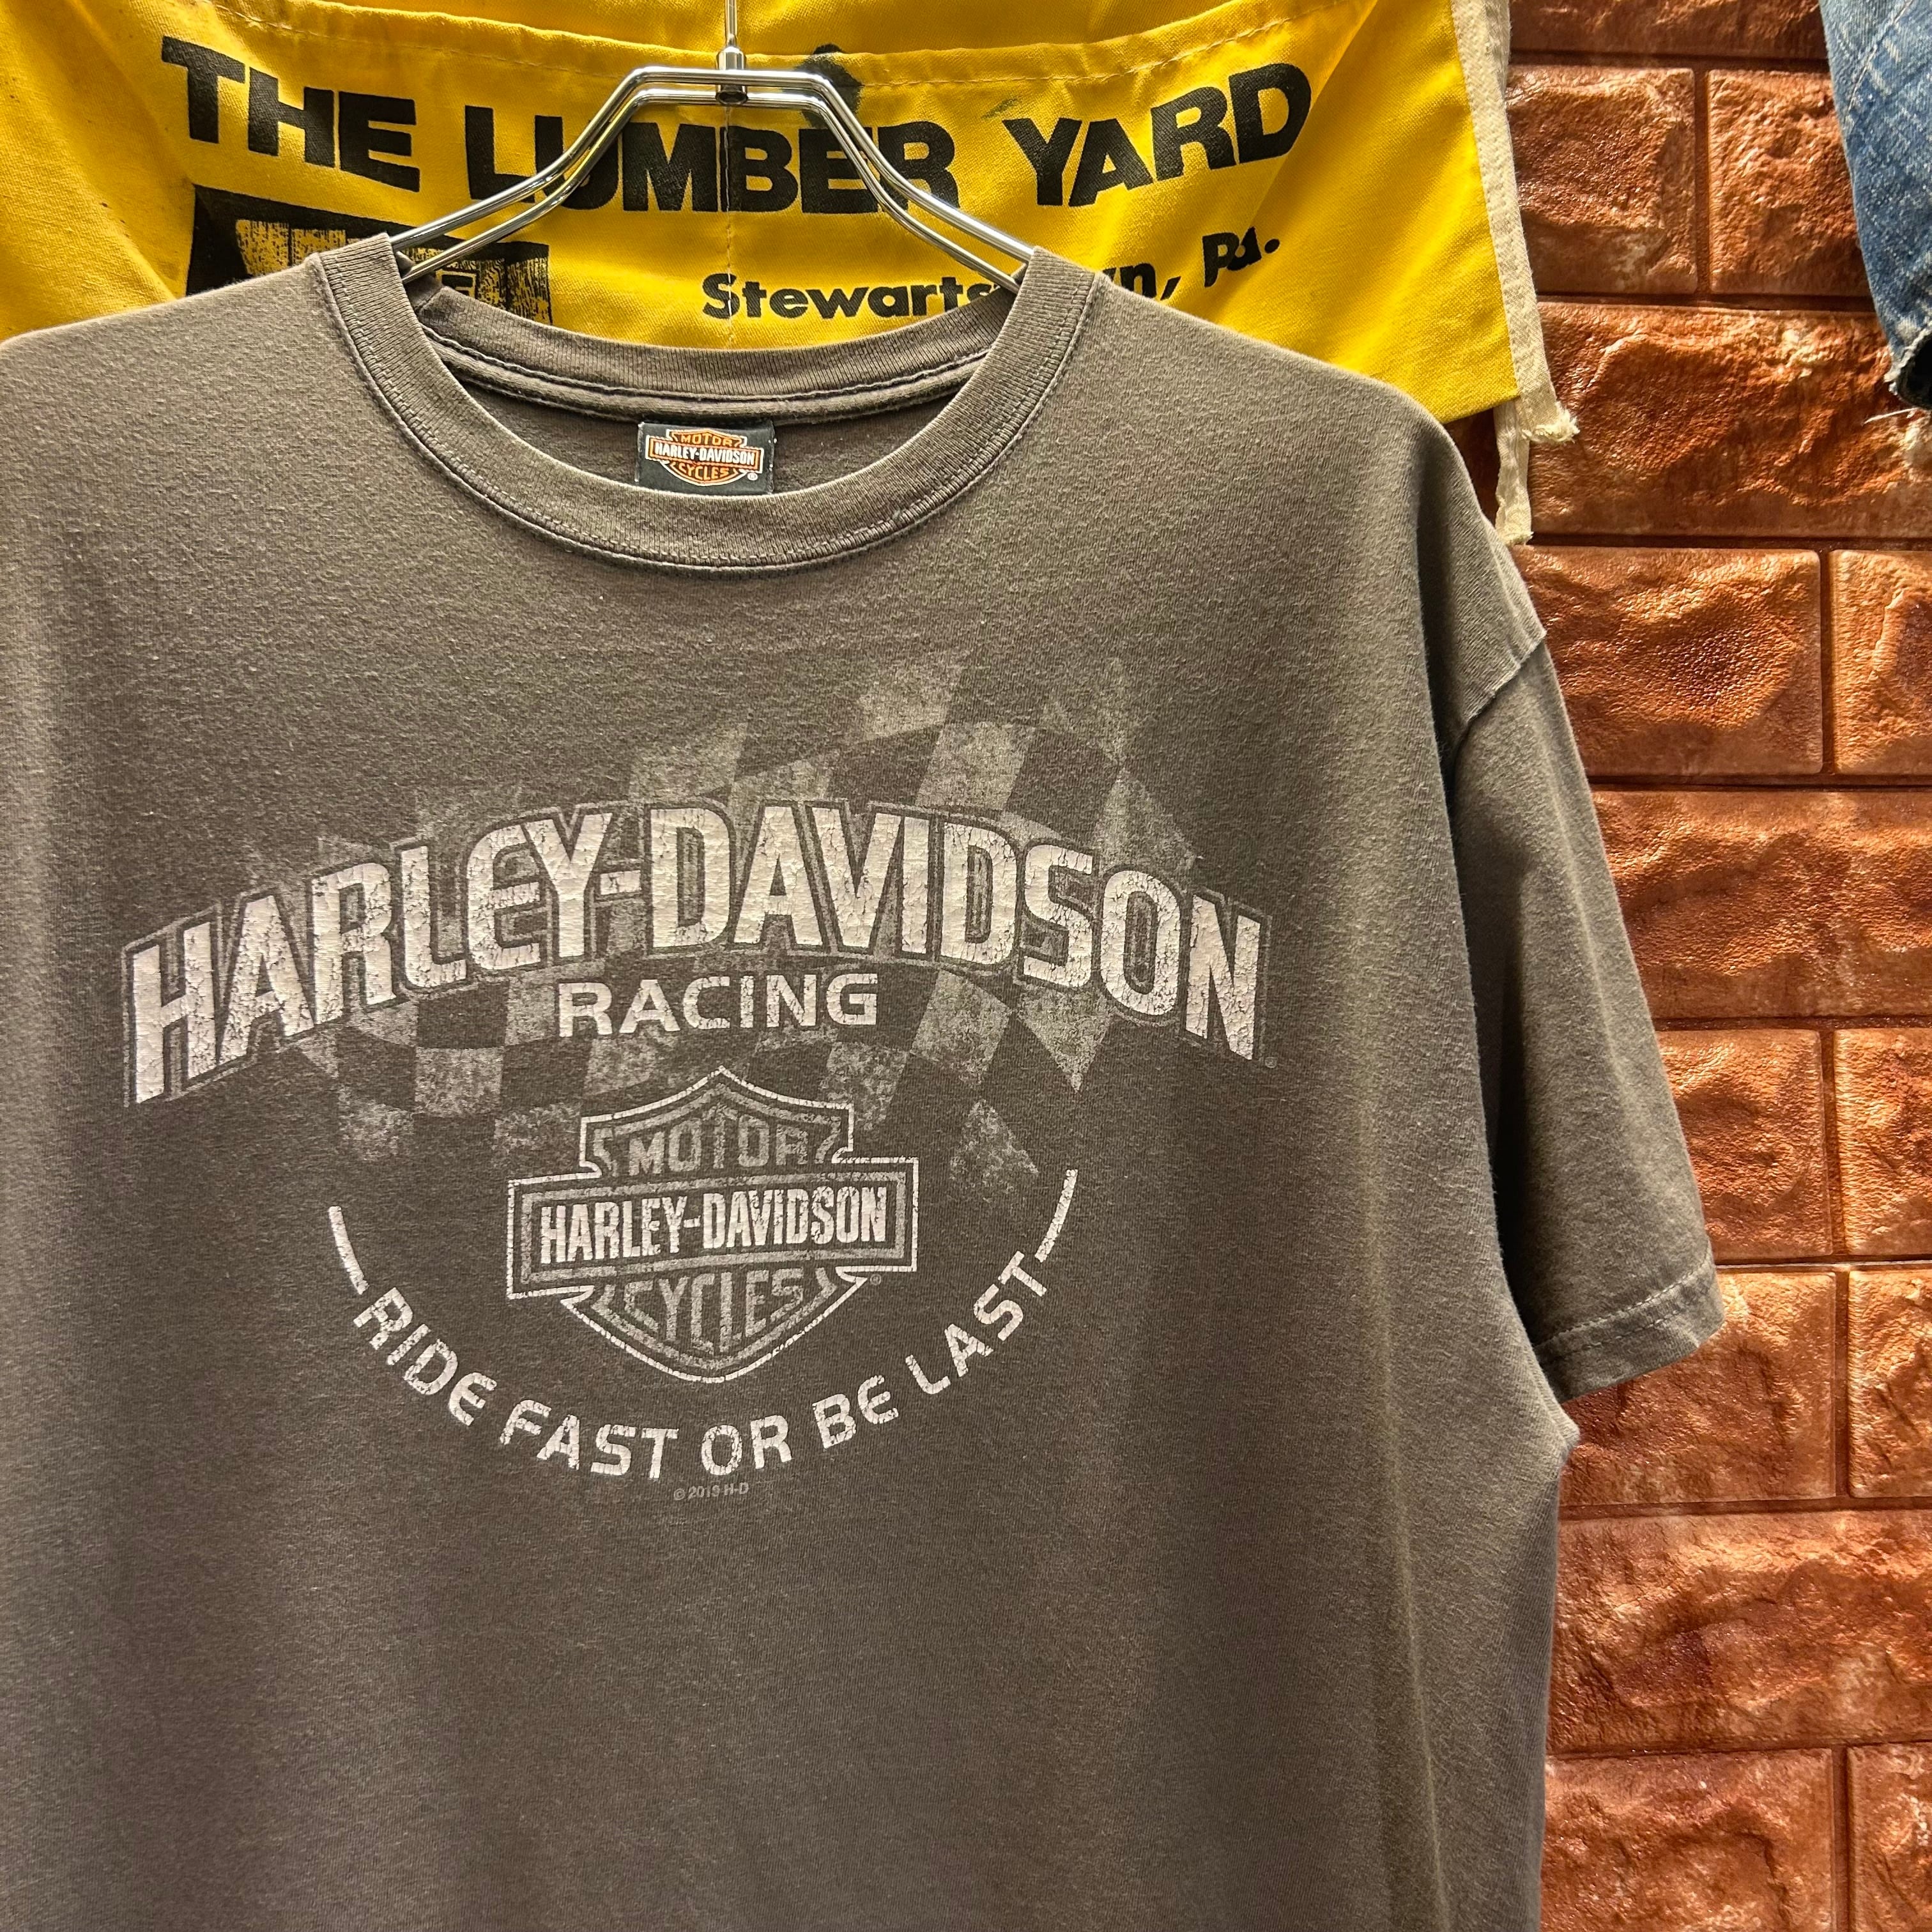 THE LUMBER YARD
Pa.
MOTOR
HARLEY-DAVIDSON
CYCLES
®
HARLEY-DAVIDSON
RACING
MOTOR
HARLEY-DAVIDSON
CYCLES
RIDE FAST OR BE LAST
© 2019 H-D